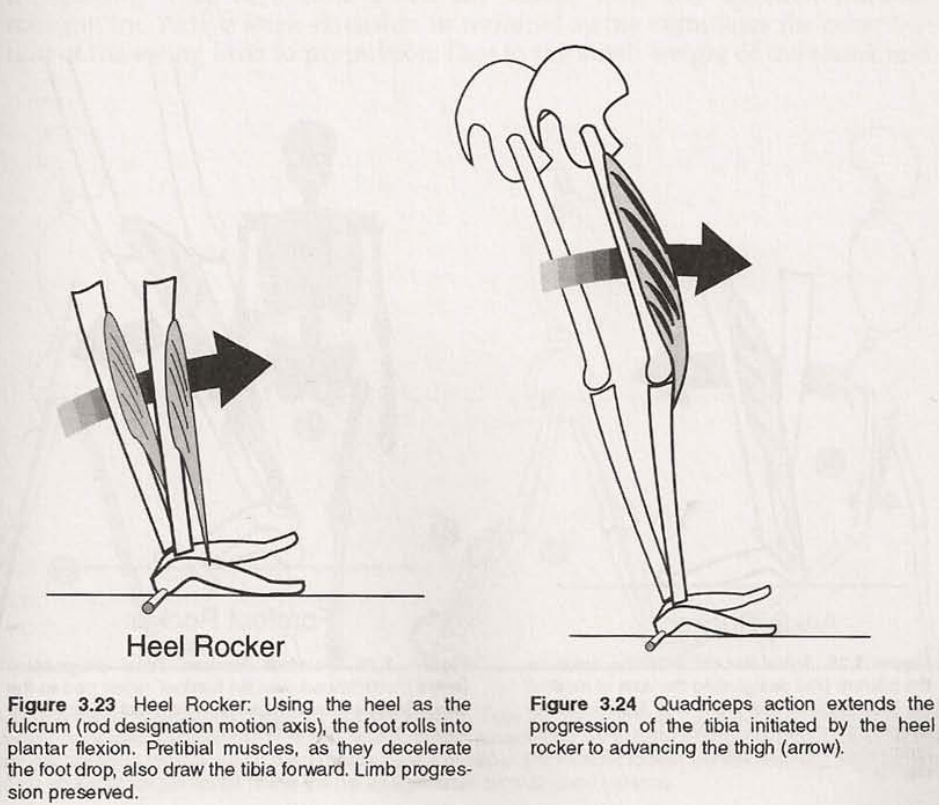 Heel Rocker
Figure 3.23 Heel Rocker: Using the heel as the
fulcrum (rod designation motion axis), the foot rolls into
plantar flexion. Pretibial muscles, as they decelerate
the foot drop, also draw the tibia forward. Limb progres-
sion preserved.
Figure 3.24 Quadriceps action extends the
progression of the tibia initiated by the heel
rocker to advancing the thigh (arrow).